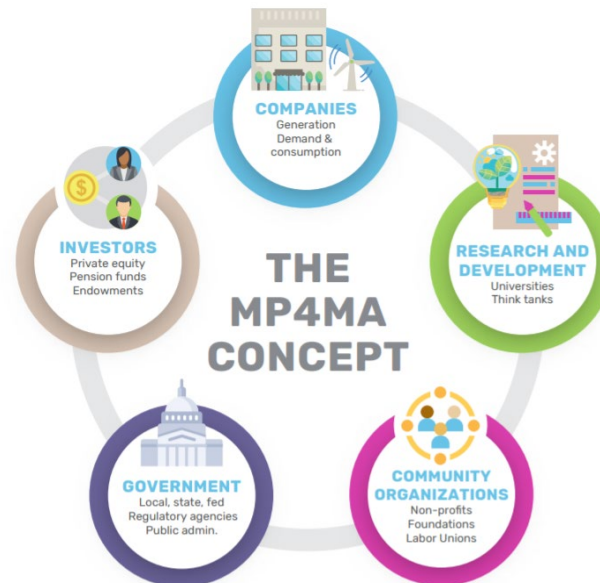 COMPANIES
Generation
Demand &
consumption
RESEARCH AND
DEVELOPMENT
Universities
Think tanks
COMMUNITY
ORGANIZATIONS
Non-profits
Foundations
Labor Unions
GOVERNMENT
Local, state, fed
Regulatory agencies
Public admin.
INVESTORS
Private equity
Pension funds
Endowments
$
THE
MP4MA
CONCEPT